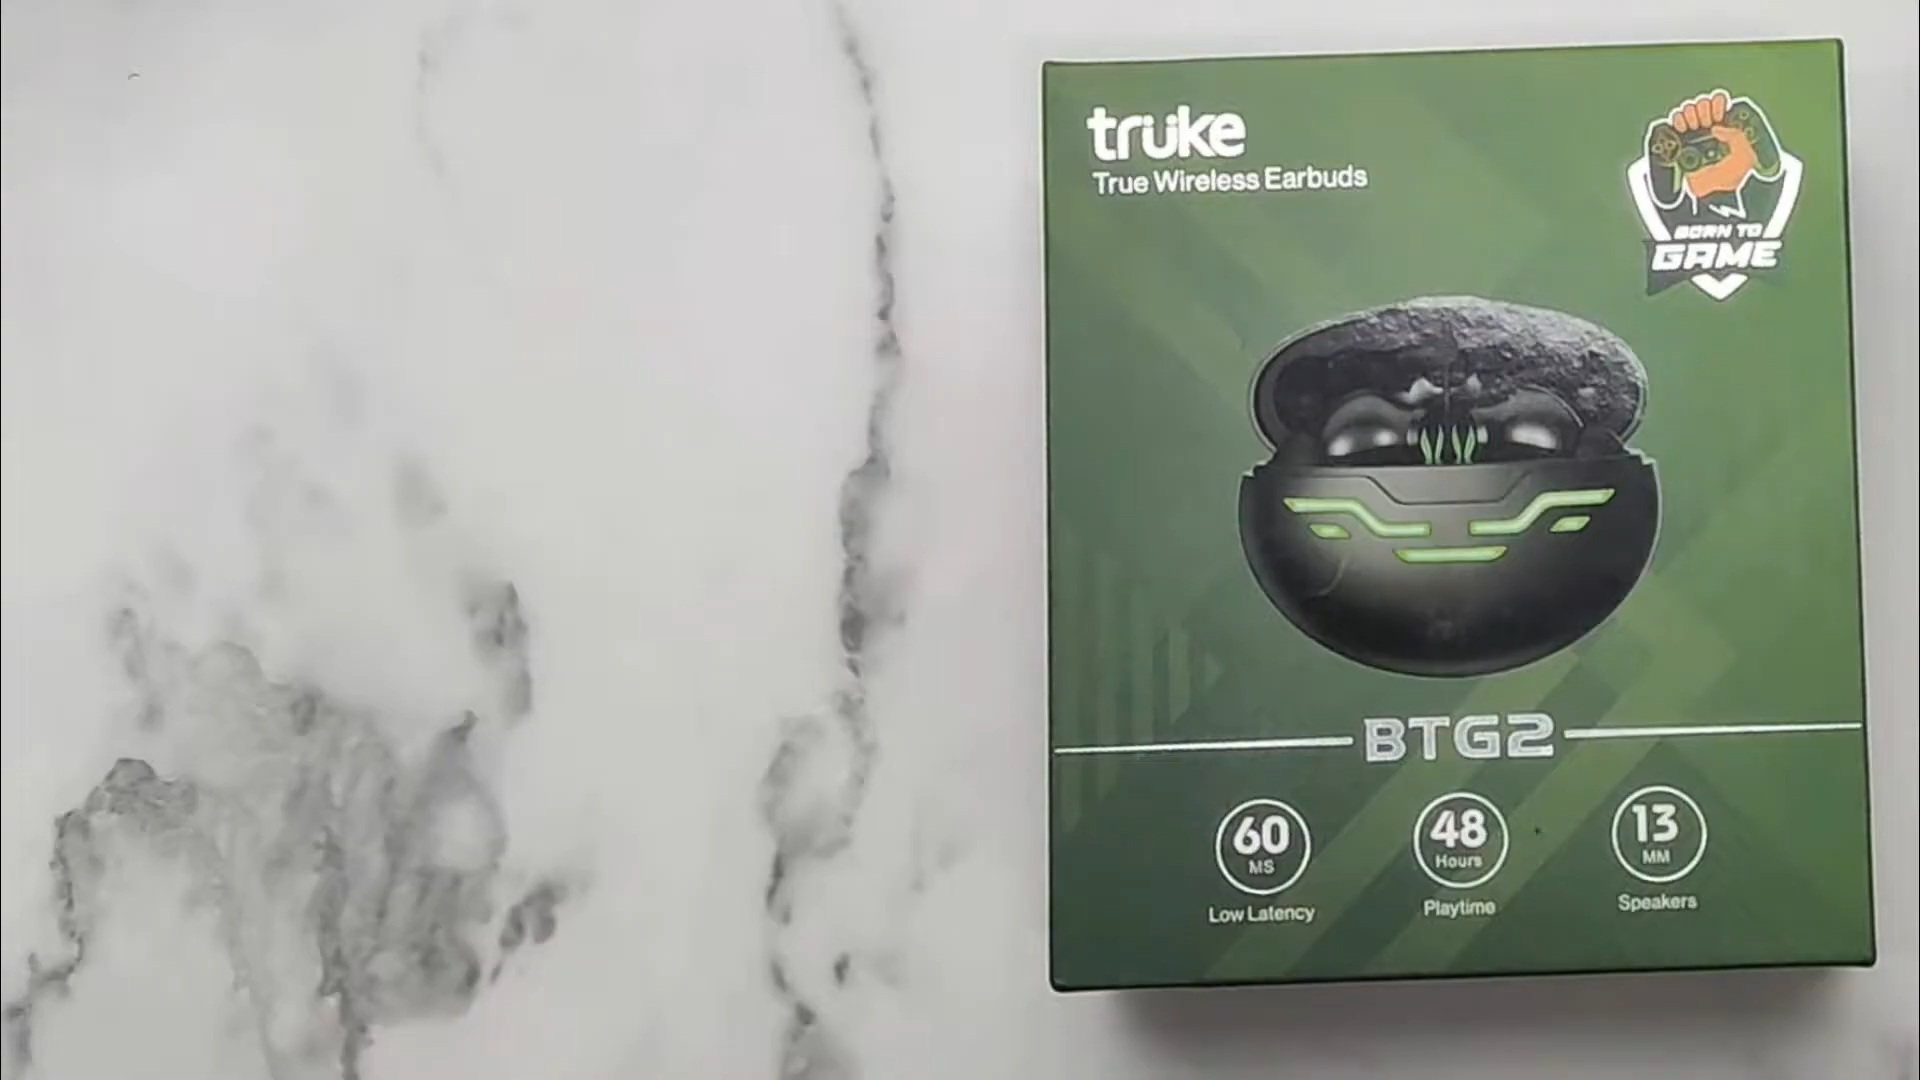 truke
True Wireless Earbuds
BORN TO
GAME
BTG2
60
MS
Low Latency
48
Hours
Playtime
13
MM
Speakers